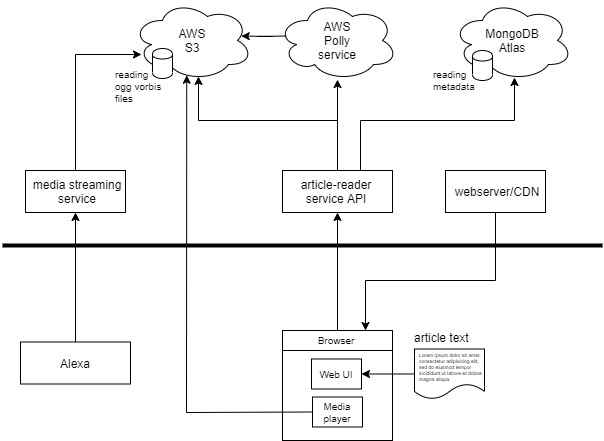 AWS
S3
AWS
Polly
service
MongoDB
Atlas
reading
ogg vorbis
files
reading
metadata
media streaming
service
article-reader
service API
webserver/CDN
Alexa
Browser
Web UI
Media
player
article text
Lorem ipsum dolor sit amet,
consectetur adipisicing elit,
sed do eiusmod tempor
incididunt ut labore et dolore
magna aliqua.